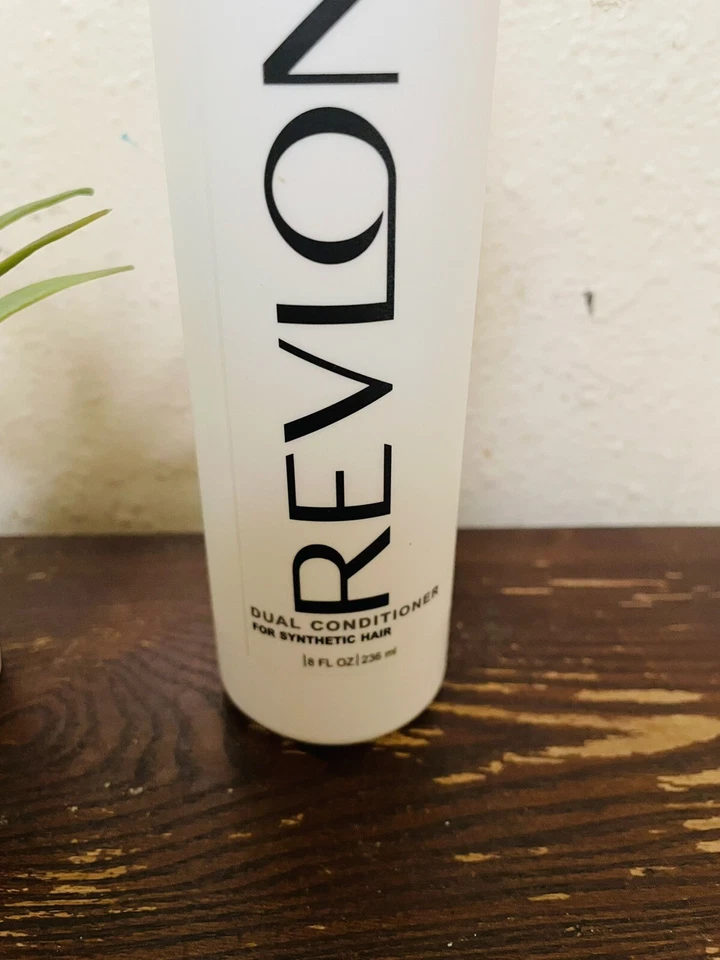 REVLON
DUAL CONDITIONER
FOR SYNTHETIC HAIR
|8 FL OZ|236 ml